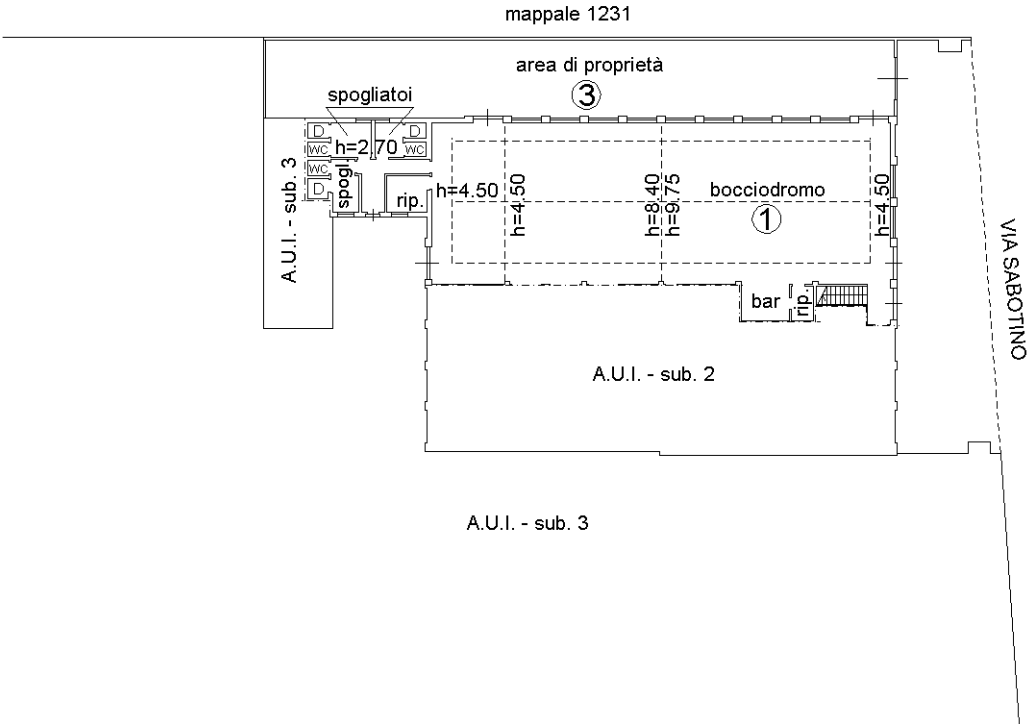 mappale 1231
area di proprietà
3
spogliatoi
D
D
WC
h=2.70
WC
WC
D
spogl.
rip.
A.U.I. - sub. 3
h=4.50
h=4.50
h=8.40
h=9.75
bocciodromo
1
h=4.50
bar
rip.
VIA SABOTINO
A.U.I. - sub. 2
A.U.I. - sub. 3